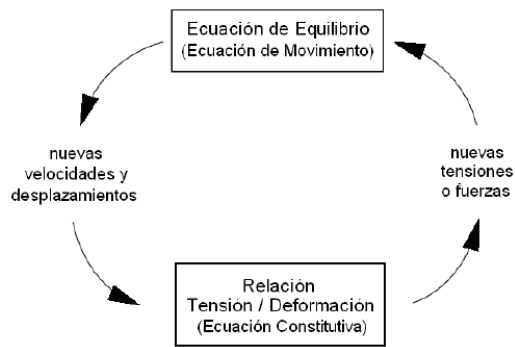 Ecuación de Equilibrio
(Ecuación de Movimiento)
nuevas
velocidades y
desplazamientos
nuevas
tensiones
o fuerzas
Relación
Tensión / Deformación
(Ecuación Constitutiva)